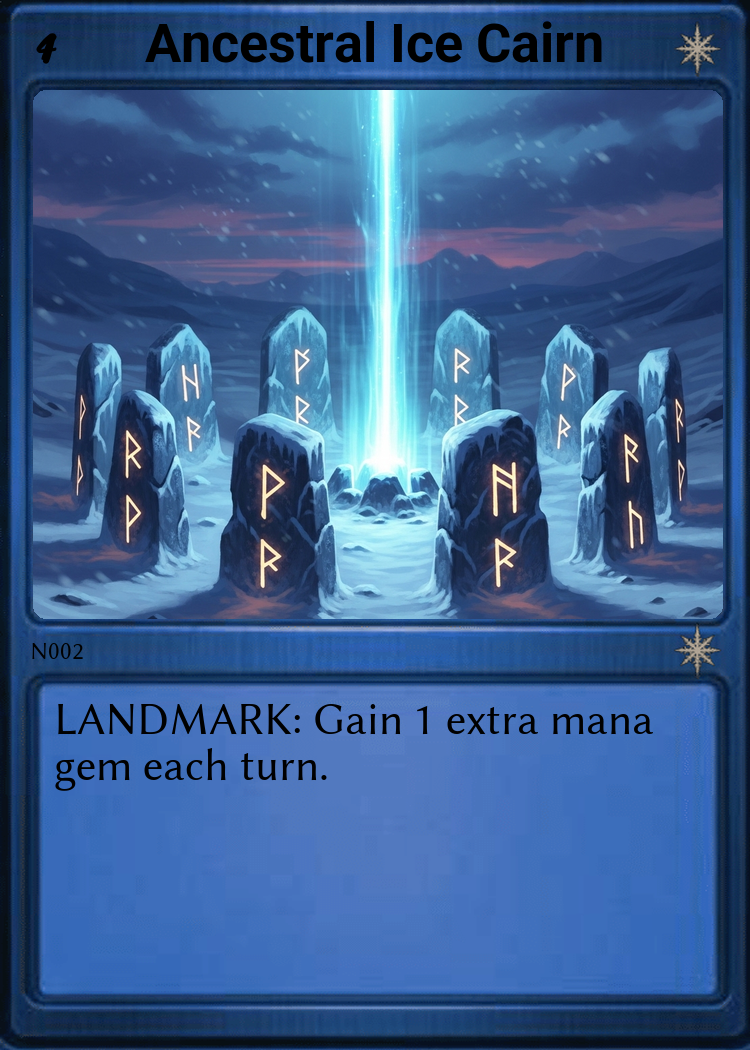 4
Ancestral Ice Cairn
ᚹ
ᚹ
ᚱ
ᚹ
ᚺ
ᚱ
ᚹ
ᚱ
ᚱ
ᚱ
ᚱ
ᚹ
ᚱ
ᚱ
ᚢ
ᚱ
ᚹ
N002
LANDMARK: Gain 1 extra mana
gem each turn.